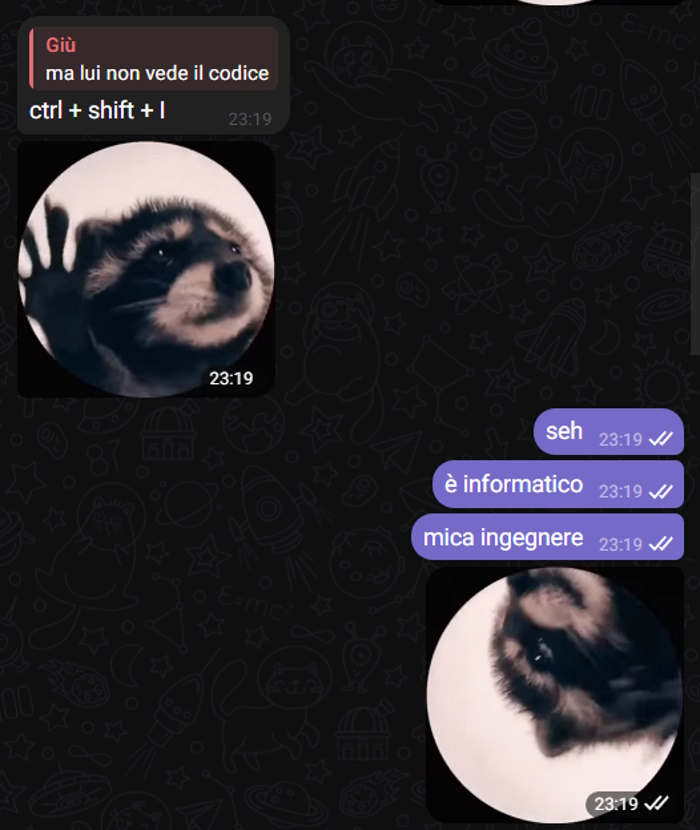 Giù
ma lui non vede il codice
ctrl + shift + I 23:19
23:19
seh 23:19
è informatico 23:19
mica ingegnere 23:19
23:19